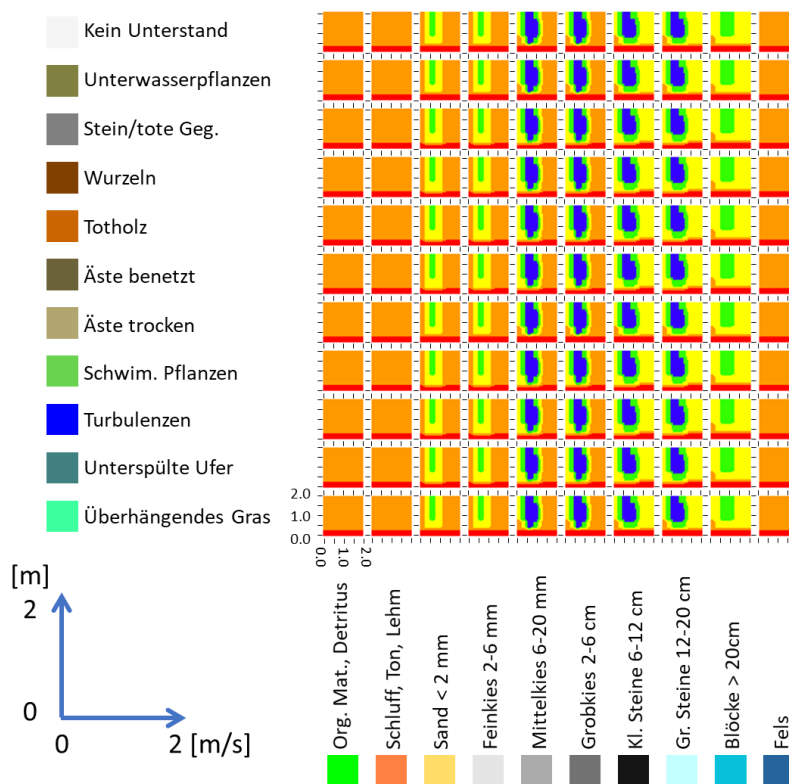 Kein Unterstand
Unterwasserpflanzen
Stein/tote Geg.
Wurzeln
Totholz
Äste benetzt
Äste trocken
Schwim. Pflanzen
Turbulenzen
Unterspülte Ufer
Überhängendes Gras
2.0
1.0
0.0
0.0
1.0
2.0
[m]
2
0
0
2 [m/s]
Org. Mat., Detritus
Schluff, Ton, Lehm
Sand < 2 mm
Feinkies 2-6 mm
Mittelkies 6-20 mm
Grobkies 2-6 cm
Kl. Steine 6-12 cm
Gr. Steine 12-20 cm
Blöcke > 20cm
Fels